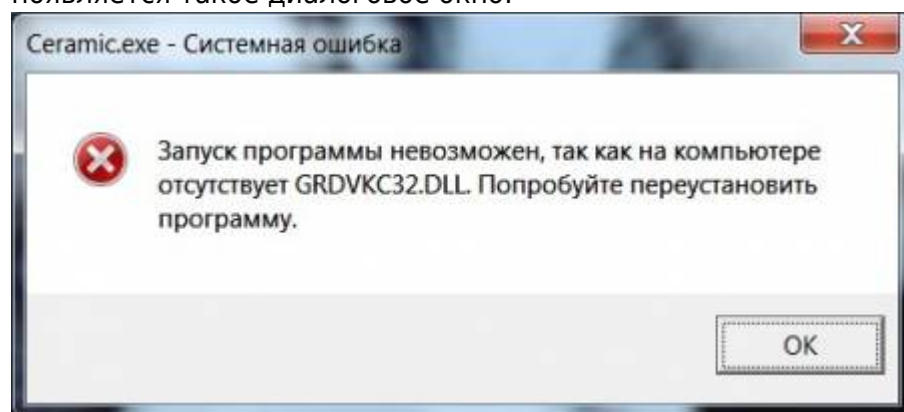 появляется такое диалоговое окно:
Ceramic.exe - Системная ошибка
Запуск программы невозможен, так как на компьютере
отсутствует GRDVKC32.DLL. Попробуйте переустановить
программу.
OK